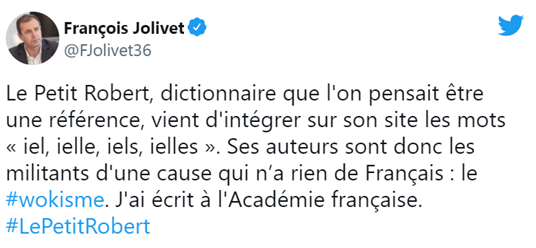 François Jolivet
@FJolivet36
Le Petit Robert, dictionnaire que l'on pensait être
une référence, vient d'intégrer sur son site les mots
« iel, ielle, iels, ielles ». Ses auteurs sont donc les
militants d'une cause qui n’a rien de Français : le
#wokisme. J'ai écrit à l'Académie française.
#LePetitRobert